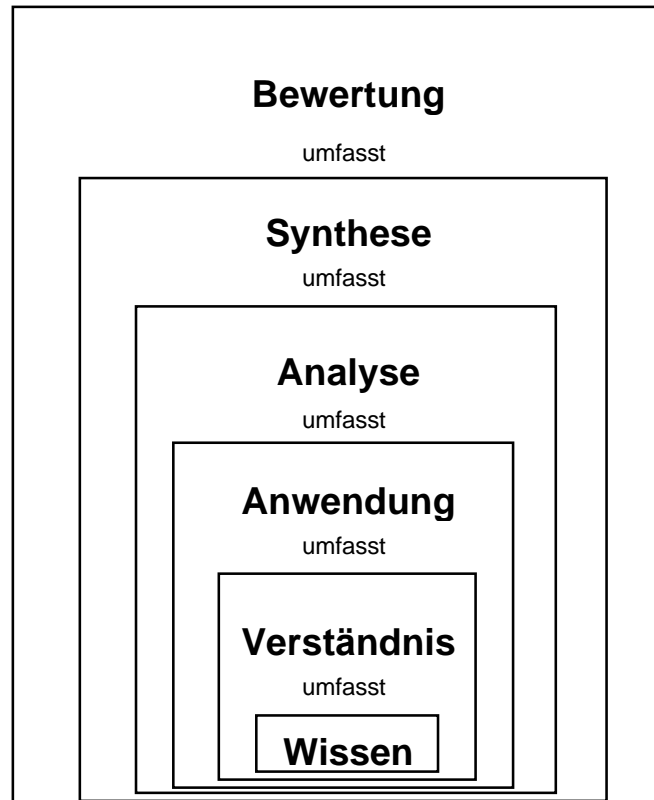 Bewertung
umfasst
Synthese
umfasst
Analyse
umfasst
Anwendung
umfasst
Verständnis
umfasst
Wissen